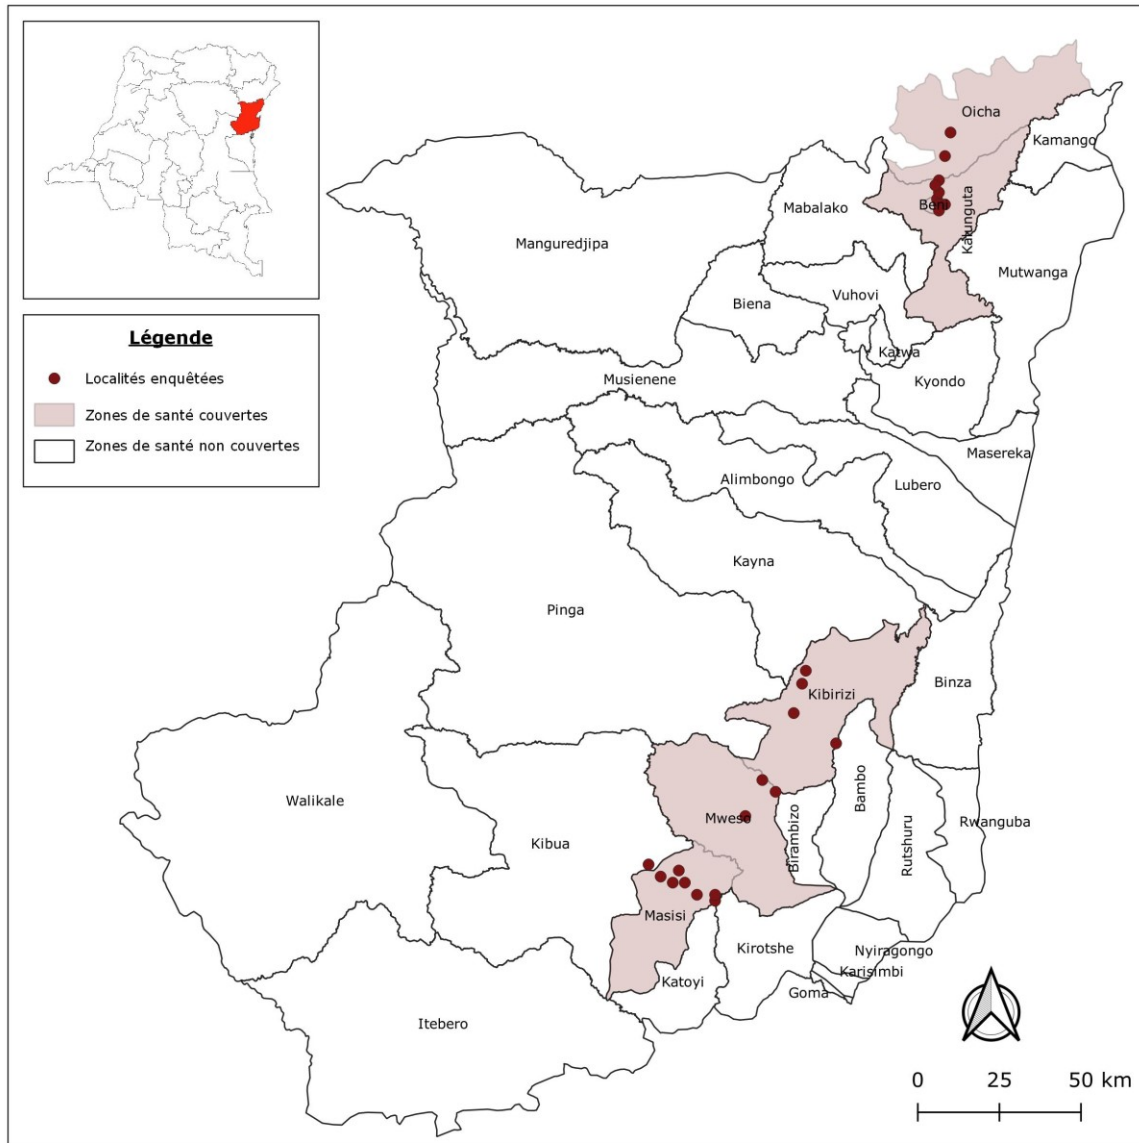 Légende
Localités enquêtées
Zones de santé couvertes
Zones de santé non couvertes
Oicha
Kamango
Mabalako
Beni
Kalunguta
Manguredjipa
Mutwanga
Biena
Vuhovi
Katwa
Musienene
Kyondo
Masereka
Alimbongo
Lubero
Kayna
Pinga
Binza
Kibirizi
Walikale
Mweso
Birambizo
Bambo
Rutshuru
Rwanguba
Kibua
Masisi
Kirotshe
Nyiragongo
Karisimbi
Katoyi
Goma
Itebero
0 25 50 km